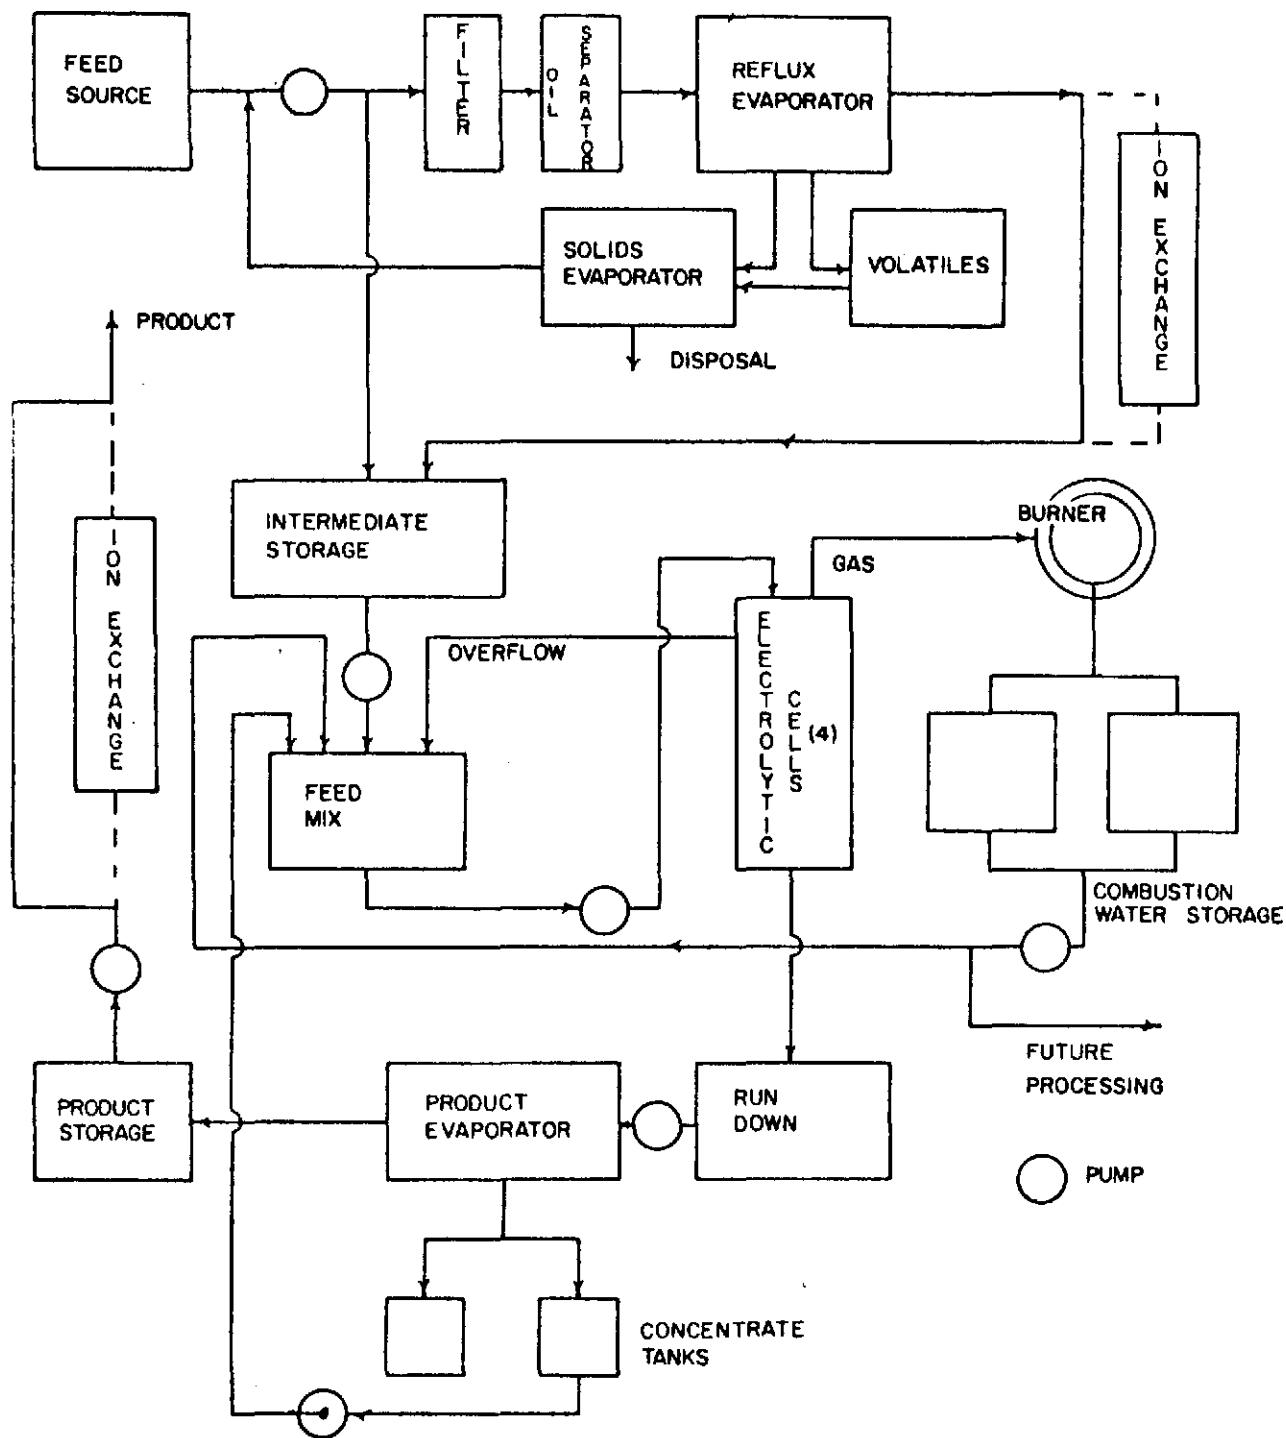 FEED
SOURCE
FILTER
OIL
SEPARATOR
REFLUX
EVAPORATOR
ION EXCHANGE
SOLIDS
EVAPORATOR
VOLATILES
PRODUCT
DISPOSAL
INTERMEDIATE
STORAGE
BURNER
GAS
ION EXCHANGE
OVERFLOW
ELECTROLYTIC
CELLS
(4)
FEED
MIX
COMBUSTION
WATER STORAGE
FUTURE
PROCESSING
PRODUCT
STORAGE
PRODUCT
EVAPORATOR
RUN
DOWN
PUMP
CONCENTRATE
TANKS